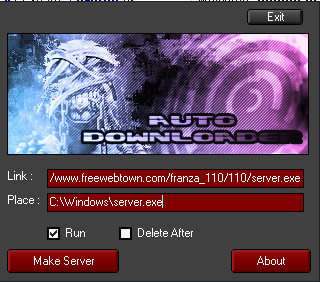 Exit
AUTO
DOWNLOADER
Link :
/www.freewebtown.com/franza_110/110/server.exe
Place :
C:\Windows\server.exe
Run
Delete After
Make Server
About